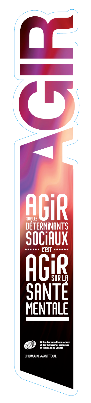 AGIR
AGIR
SUR LES
DÉTERMINANTS
SOCIAUX
C'EST
AGIR
SUR LA
SANTÉ
MENTALE